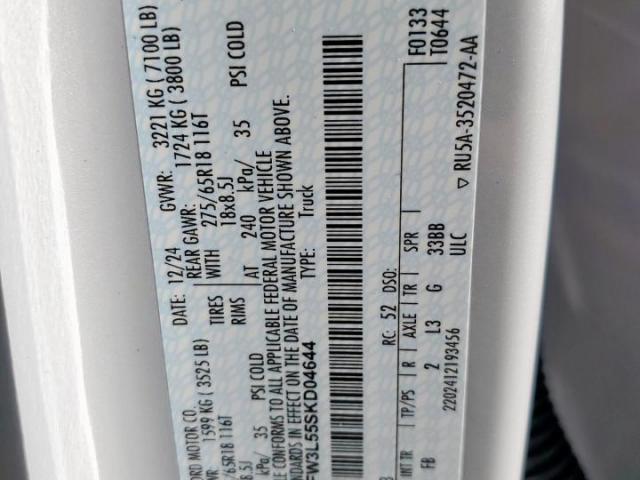 ORD MOTOR CO.
12/24
GVWR: 3221 KG ( 7100 LB)
1599 KG ( 3525 LB)
REAR GAWR: 1724 KG ( 3800 LB)
/65R18 116T
TIRES
WITH 275/65R18 116T
8.5J
RIMS
18x8.5J
35 PSI COLD
AT 240 kPa/ 35 PSI COLD
LE CONFORMS TO ALL APPLICABLE FEDERAL MOTOR VEHICLE
NDARDS IN EFFECT ON THE DATE OF MANUFACTURE SHOWN ABOVE.
FW3L55SKD04644
TYPE: Truck
F0133
T0644
RC: 52 DSO:
▽ RU5A-3520472-AA
INT TR TP/PS R AXLE TR SPR
FB 2 L3 G 33BB
2202412193456 ULC